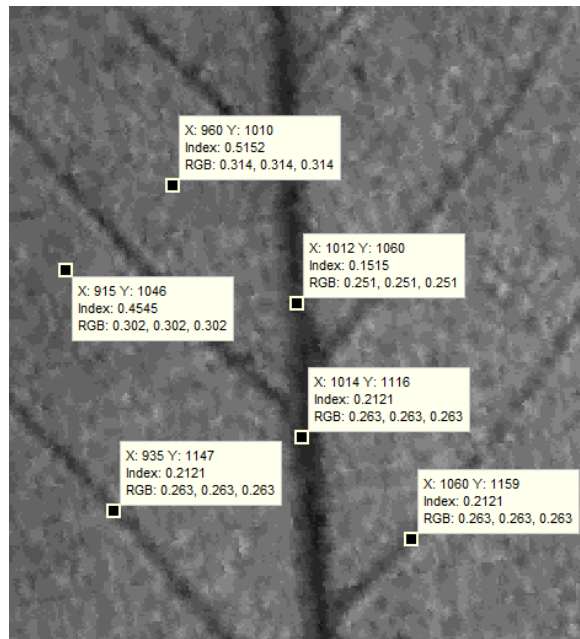 X: 960 Y: 1010
Index: 0.5152
RGB: 0.314, 0.314, 0.314
X: 1012 Y: 1060
Index: 0.1515
RGB: 0.251, 0.251, 0.251
X: 915 Y: 1046
Index: 0.4545
RGB: 0.302, 0.302, 0.302
X: 1014 Y: 1116
Index: 0.2121
RGB: 0.263, 0.263, 0.263
X: 935 Y: 1147
Index: 0.2121
RGB: 0.263, 0.263, 0.263
X: 1060 Y: 1159
Index: 0.2121
RGB: 0.263, 0.263, 0.263